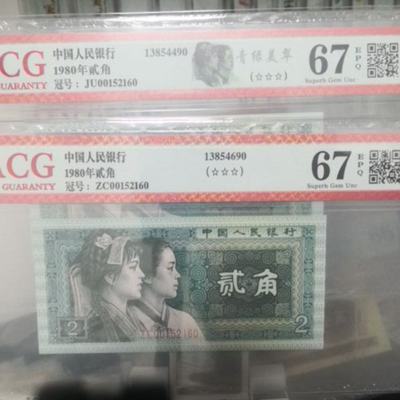 CG 中国人民银行 13854490 青绿美翠 67 EPQ
GUARANTY 1980年贰角 (☆☆☆) Superb Gem Unc
冠号：JU00152160
ACG 中国人民银行 13854690 67 EPQ
GUARANTY 1980年贰角 (☆☆☆) Superb Gem Unc
冠号：ZC00152160
中国人民银行
贰角
ZC00152160
2 2